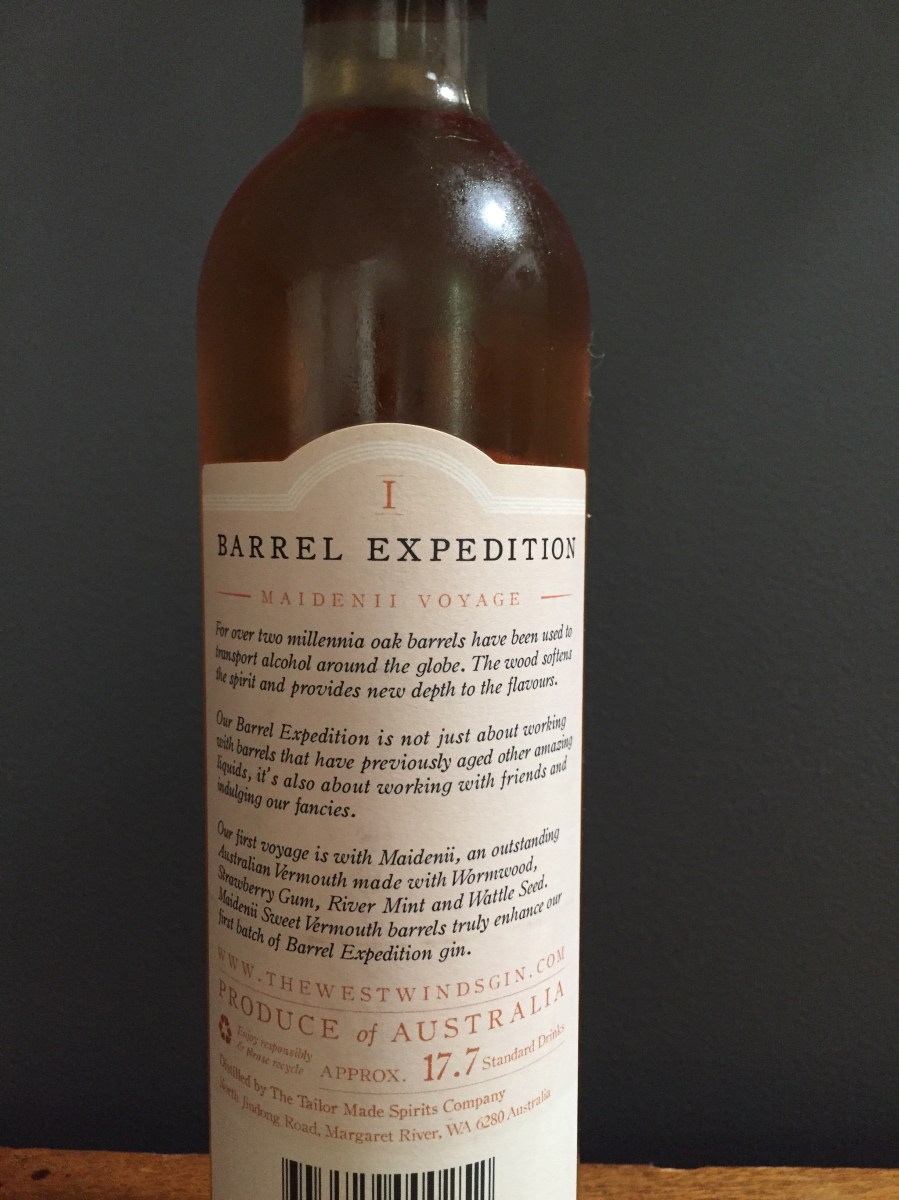 I
BARREL EXPEDITION
MAIDENII VOYAGE
For over two millennia oak barrels have been used to
transport alcohol around the globe. The wood softens
the spirit and provides new depth to the flavours.
Our Barrel Expedition is not just about working
with barrels that have previously aged other amazing
liquids, it's also about working with friends and
indulging our fancies.
Our first voyage is with Maidenii, an outstanding
Australian Vermouth made with Wormwood,
Strawberry Gum, River Mint and Wattle Seed.
Maidenii Sweet Vermouth barrels truly enhance our
first batch of Barrel Expedition gin.
WWW.THEWESTWINDSGIN.COM
PRODUCE of AUSTRALIA
Enjoy responsibly
& please recycle
APPROX. 17.7 Standard Drinks
Distilled by The Tailor Made Spirits Company
North Jindong Road, Margaret River, WA 6280 Australia